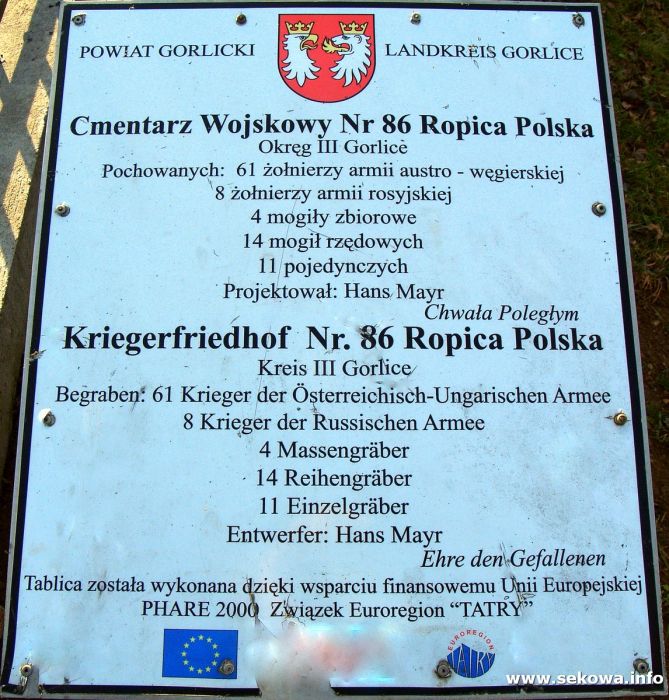 POWIAT GORLICKI LANDKREIS GORLICE
Cmentarz Wojskowy Nr 86 Ropica Polska
Okręg III Gorlice
Pochowanych: 61 żołnierzy armii austro - węgierskiej
8 żołnierzy armii rosyjskiej
4 mogiły zbiorowe
14 mogił rzędowych
11 pojedynczych
Projektował: Hans Mayr
Chwała Poległym
Kriegerfriedhof Nr. 86 Ropica Polska
Kreis III Gorlice
Begraben: 61 Krieger der Österreichisch-Ungarischen Armee
8 Krieger der Russischen Armee
4 Massengräber
14 Reihengräber
11 Einzelgräber
Entwerfer: Hans Mayr
Ehre den Gefallenen
Tablica została wykonana dzięki wsparciu finansowemu Unii Europejskiej
PHARE 2000 Związek Euroregion “TATRY”
EUROREGION
TATRY
www.sekowa.info